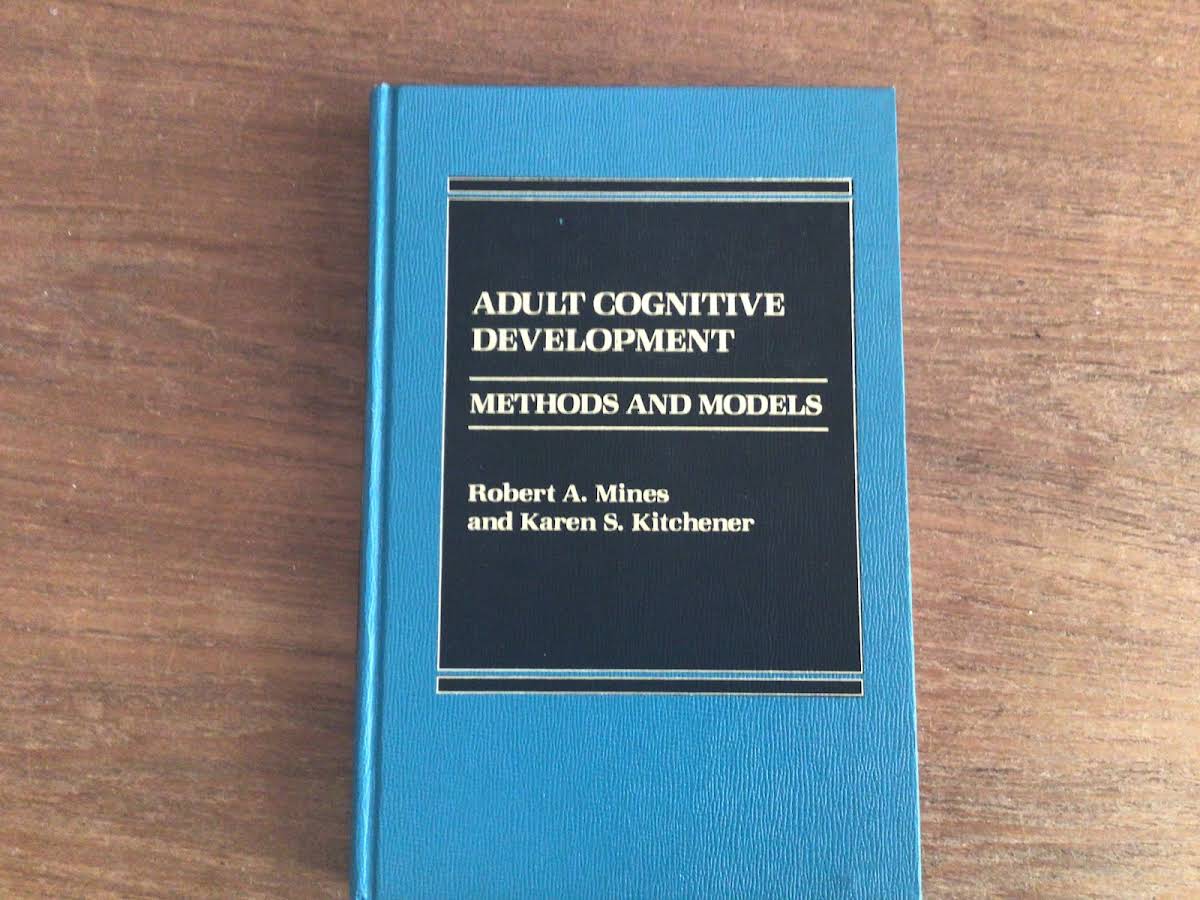 ADULT COGNITIVE
DEVELOPMENT
METHODS AND MODELS
Robert A. Mines
and Karen S. Kitchener